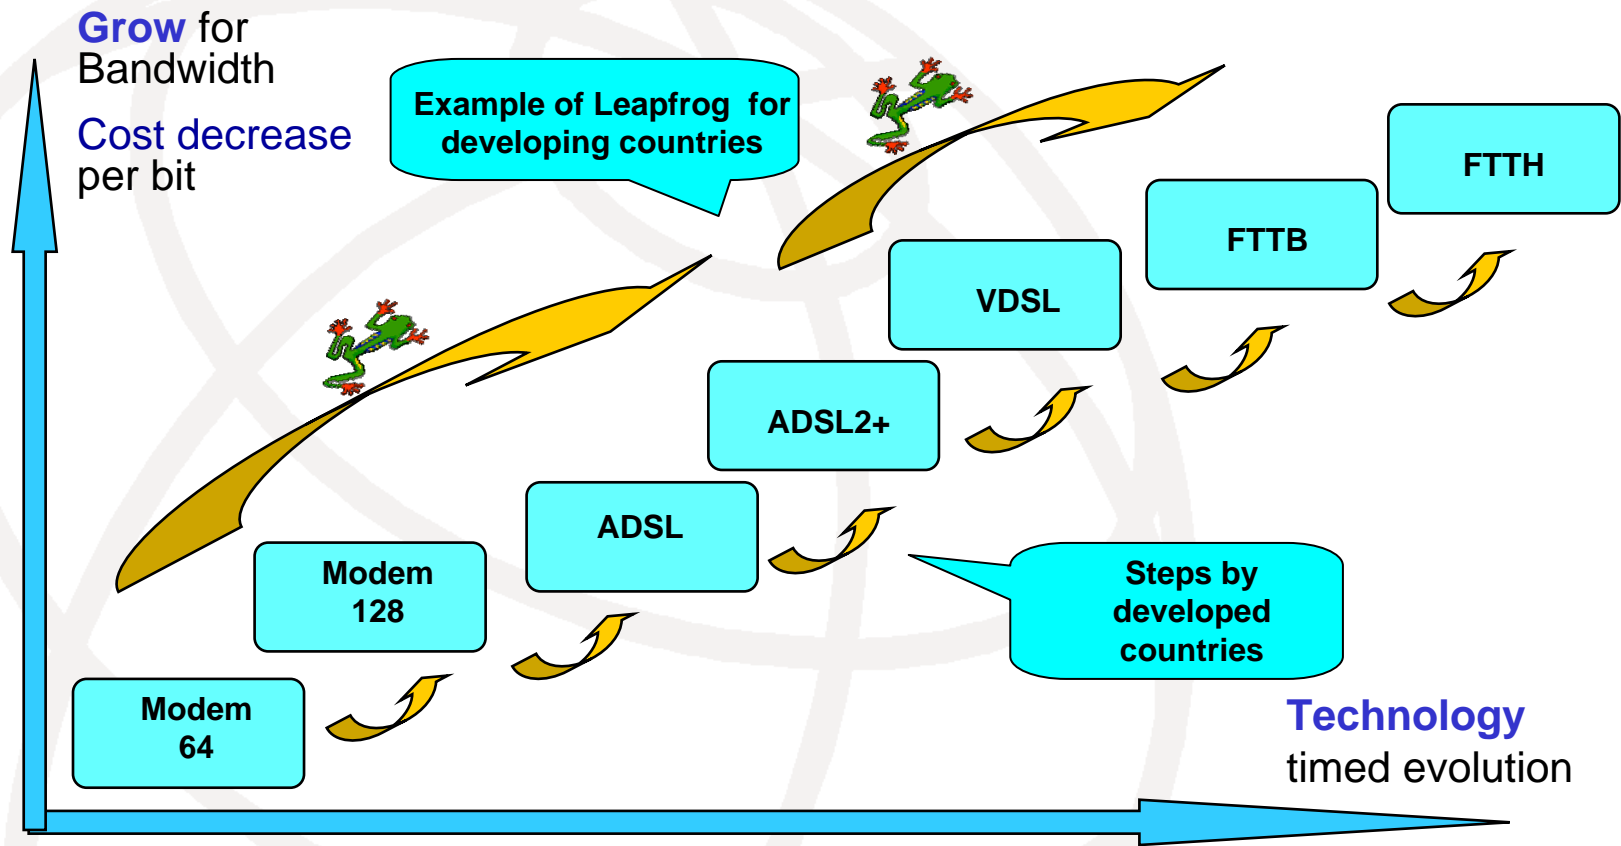 Grow for
Bandwidth
Cost decrease
per bit
Example of Leapfrog for
developing countries
FTTH
FTTB
VDSL
ADSL2+
ADSL
Modem
128
Modem
64
Steps by
developed
countries
Technology
timed evolution